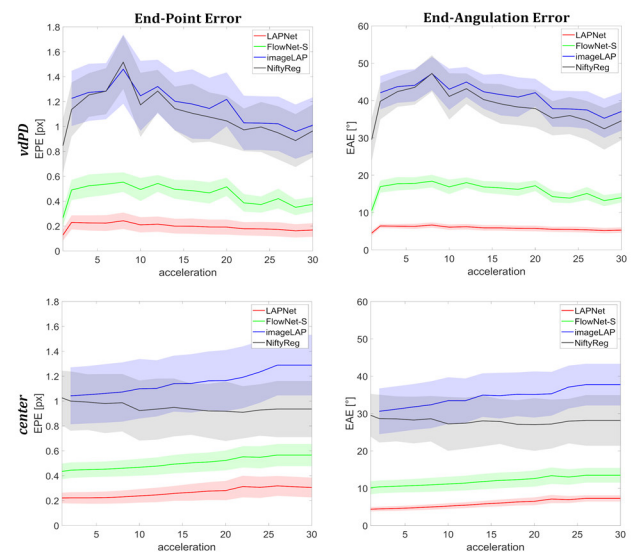 End-Point Error
End-Angulation Error
vdPD
EPE [px]
1.8
1.6
1.4
1.2
1
0.8
0.6
0.4
0.2
0
5
10
15
20
25
30
acceleration
LAPNet
FlowNet-S
imageLAP
NiftyReg
EAE [°]
60
50
40
30
20
10
0
5
10
15
20
25
30
acceleration
LAPNet
FlowNet-S
imageLAP
NiftyReg
center
EPE [px]
1.8
1.6
1.4
1.2
1
0.8
0.6
0.4
0.2
0
5
10
15
20
25
30
acceleration
LAPNet
FlowNet-S
imageLAP
NiftyReg
EAE [°]
60
50
40
30
20
10
0
5
10
15
20
25
30
acceleration
LAPNet
FlowNet-S
imageLAP
NiftyReg